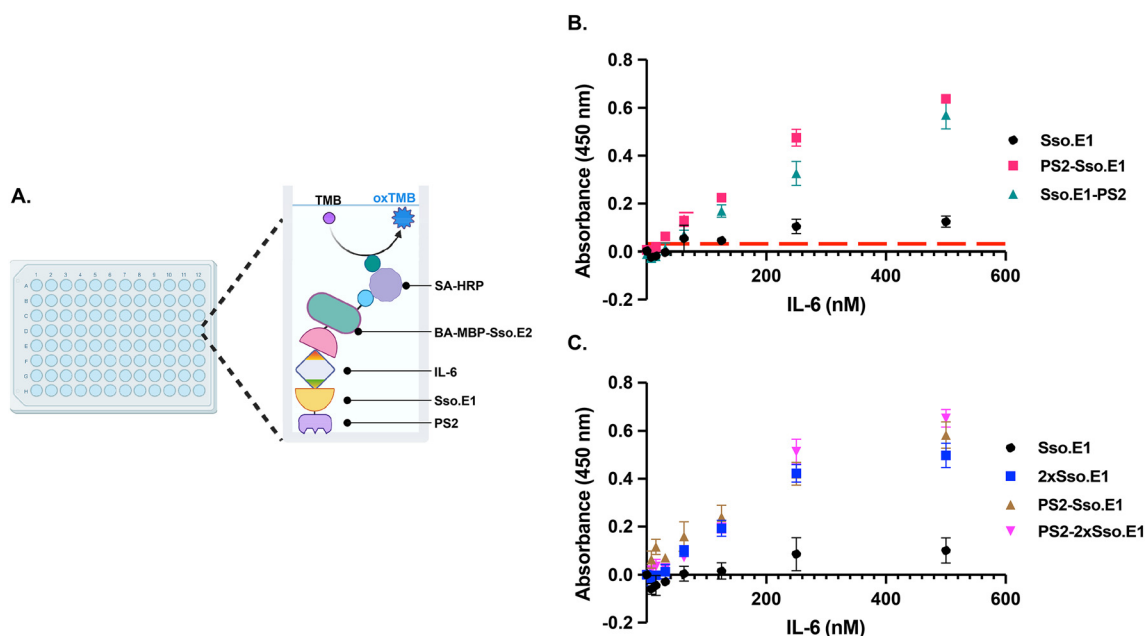 A.
1 2 3 4 5 6 7 8 9 10 11 12
A
B
C
D
E
F
G
H
TMB
oxTMB
SA-HRP
BA-MBP-Sso.E2
IL-6
Sso.E1
PS2
B.
Absorbance (450 nm)
0.8
0.6
0.4
0.2
0.0
-0.2
200
400
600
IL-6 (nM)
Sso.E1
PS2-Sso.E1
Sso.E1-PS2
C.
Absorbance (450 nm)
0.8
0.6
0.4
0.2
0.0
-0.2
200
400
600
IL-6 (nM)
Sso.E1
2xSso.E1
PS2-Sso.E1
PS2-2xSso.E1